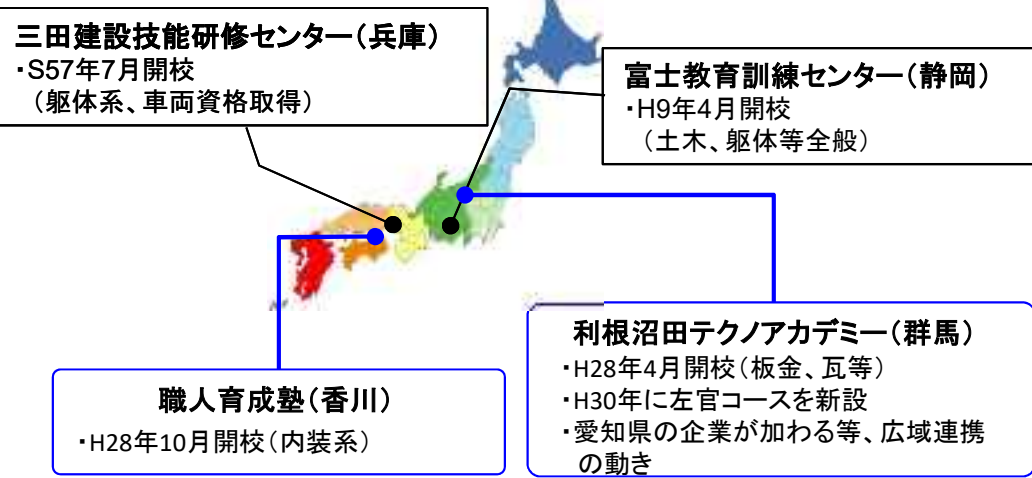 三田建設技能研修センター(兵庫)
・S57年7月開校
(躯体系、車両資格取得)
富士教育訓練センター(静岡)
・H9年4月開校
(土木、躯体等全般)
利根沼田テクノアカデミー(群馬)
・H28年4月開校(板金、瓦等)
・H30年に左官コースを新設
・愛知県の企業が加わる等、広域連携
の動き
職人育成塾(香川)
・H28年10月開校(内装系)